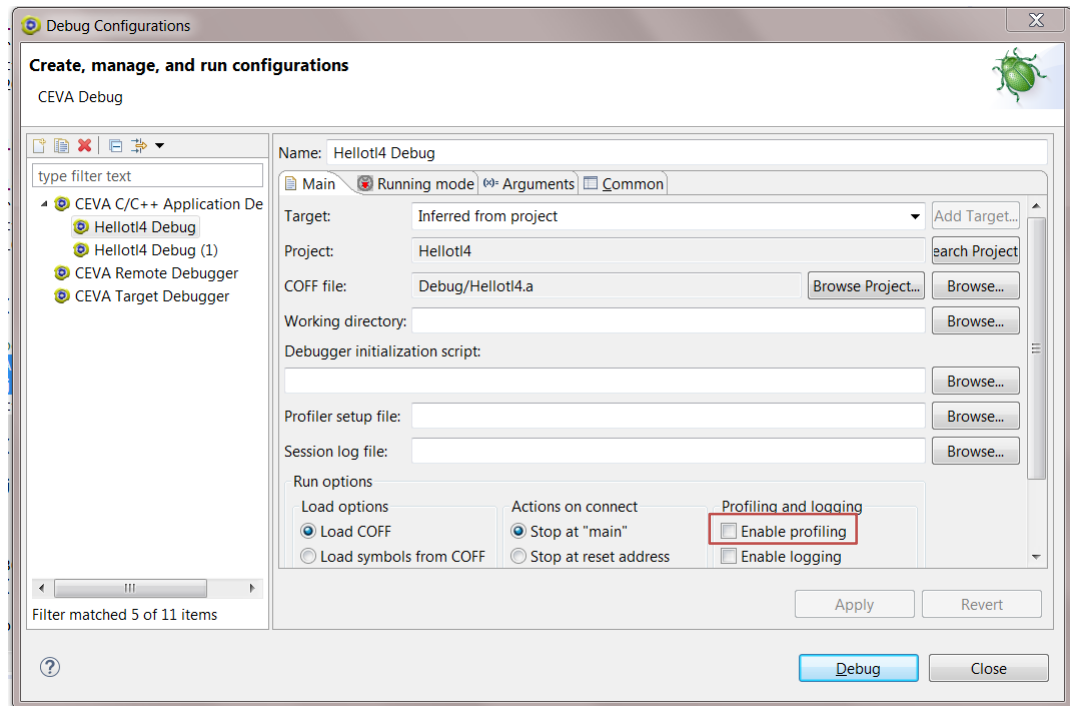 Debug Configurations
Create, manage, and run configurations
CEVA Debug
type filter text
CEVA C/C++ Application De
Hellotl4 Debug
Hellotl4 Debug (1)
CEVA Remote Debugger
CEVA Target Debugger
Filter matched 5 of 11 items
Name: Hellotl4 Debug
Main Running mode (x)= Arguments Common
Target: Inferred from project Add Target...
Project: Hellotl4 earch Project
COFF file: Debug/Hellotl4.a Browse Project... Browse...
Working directory: Browse...
Debugger initialization script:
Browse...
Profiler setup file: Browse...
Session log file: Browse...
Run options
Load options Actions on connect Profiling and logging
Load COFF Stop at "main" Enable profiling
Load symbols from COFF Stop at reset address Enable logging
Apply Revert
? Debug Close